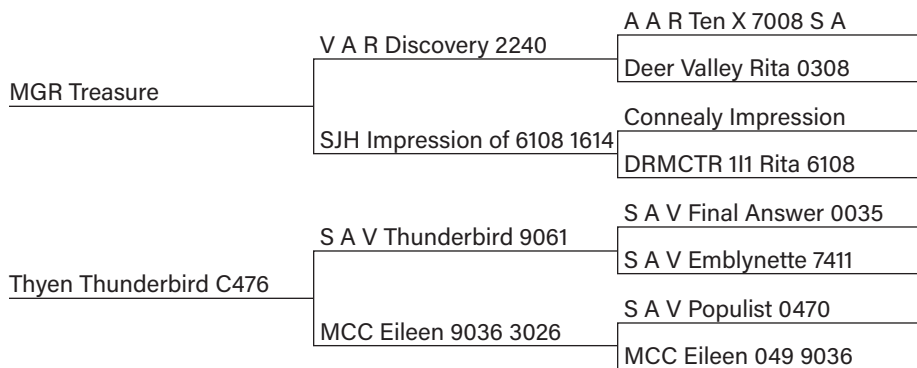 A A R Ten X 7008 S A
V A R Discovery 2240
Deer Valley Rita 0308
MGR Treasure
Connealy Impression
SJH Impression of 6108 1614
DRMCTR 1I1 Rita 6108
S A V Final Answer 0035
S A V Thunderbird 9061
S A V Emblynette 7411
Thyen Thunderbird C476
S A V Populist 0470
MCC Eileen 9036 3026
MCC Eileen 049 9036